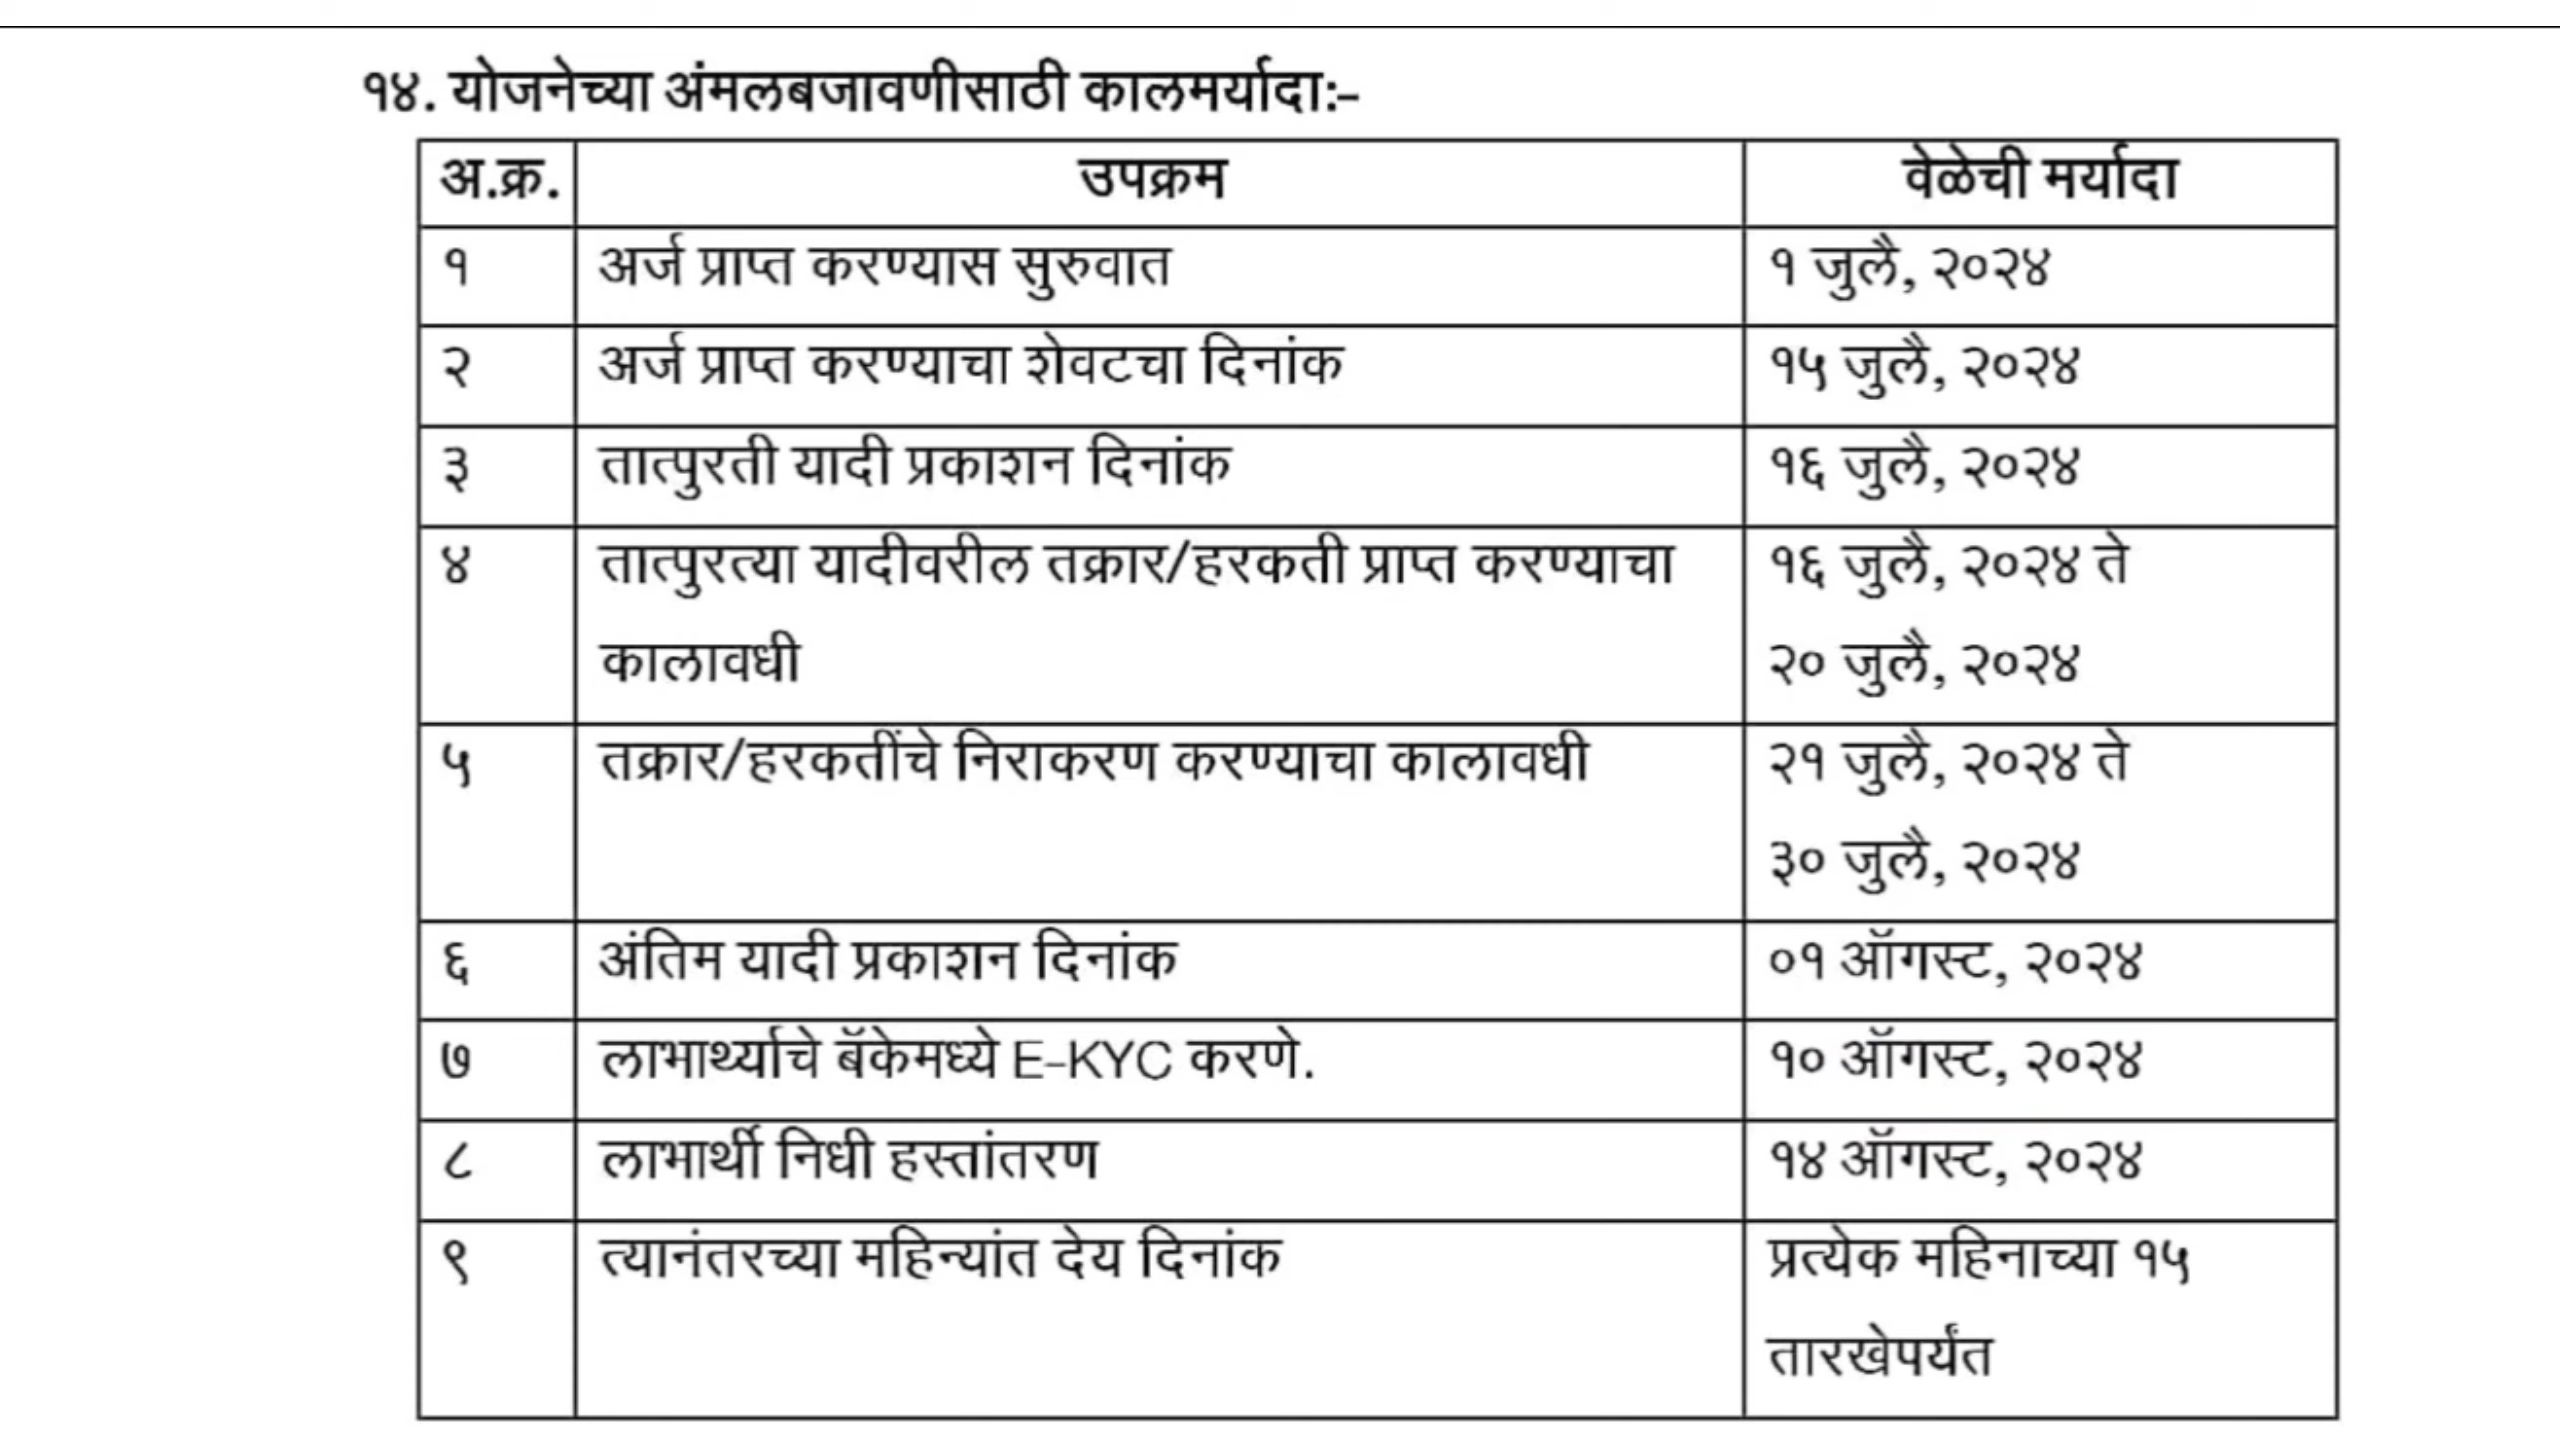 १४. योजनेच्या अंमलबजावणीसाठी कालमर्यादा:-
अ.क्र. उपक्रम वेळेची मर्यादा
१ अर्ज प्राप्त करण्यास सुरुवात १ जुलै, २०२४
२ अर्ज प्राप्त करण्याचा शेवटचा दिनांक १५ जुलै, २०२४
३ तात्पुरती यादी प्रकाशन दिनांक १६ जुलै, २०२४
४ तात्पुरत्या यादीवरील तक्रार/हरकती प्राप्त करण्याचा १६ जुलै, २०२४ ते
कालावधी २० जुलै, २०२४
५ तक्रार/हरकतींचे निराकरण करण्याचा कालावधी २१ जुलै, २०२४ ते
३० जुलै, २०२४
६ अंतिम यादी प्रकाशन दिनांक ०१ ऑगस्ट, २०२४
७ लाभार्थ्याचे बॅकेमध्ये E-KYC करणे. १० ऑगस्ट, २०२४
८ लाभार्थी निधी हस्तांतरण १४ ऑगस्ट, २०२४
९ त्यानंतरच्या महिन्यांत देय दिनांक प्रत्येक महिनाच्या १५
तारखेपर्यंत